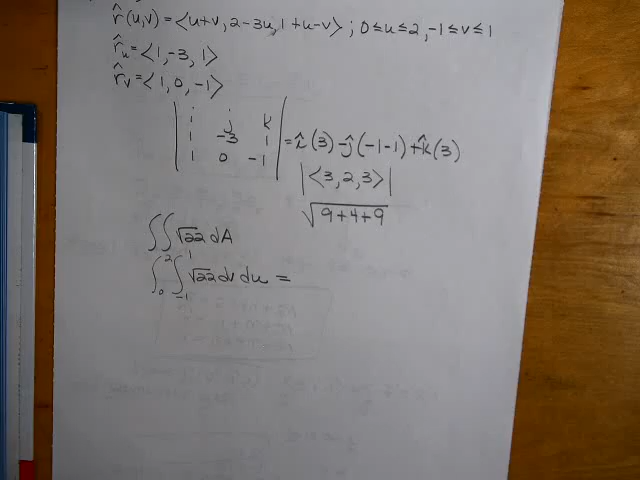 r̂(u,v) = <u+v, 2-3u, 1+u-v> ; 0≤u≤2, -1≤v≤1
r̂u = <1, -3, 1>
r̂v = <1, 0, -1>
| i j k |
| 1 -3 1 | = î(3) - ĵ(-1-1) + k̂(3)
| 1 0 -1 |
|<3, 2, 3>|
√(9+4+9)
∬ √22 dA
∫₀² ∫₋₁¹ √22 dv du =